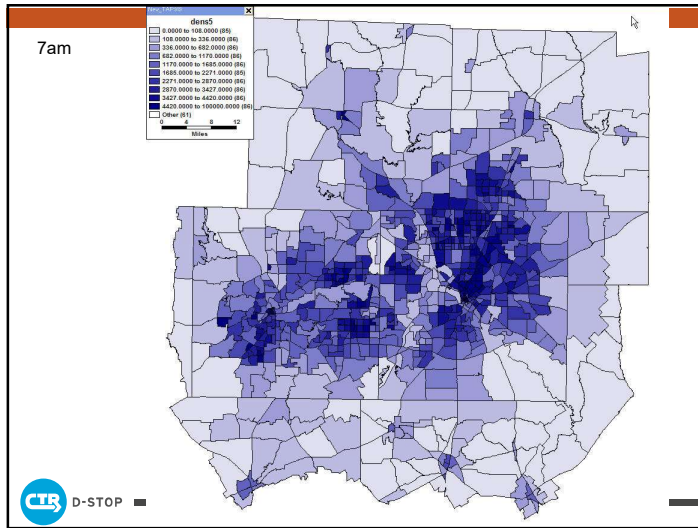 7am
dens5
0.0000 to 108.0000 (85)
108.0000 to 336.0000 (86)
336.0000 to 682.0000 (86)
682.0000 to 1170.0000 (86)
1170.0000 to 1685.0000 (86)
1685.0000 to 2271.0000 (85)
2271.0000 to 2870.0000 (86)
2870.0000 to 3427.0000 (86)
3427.0000 to 4420.0000 (86)
4420.0000 to 100000.0000 (86)
Other (61)
0 4 8 12
Miles
CTR D-STOP